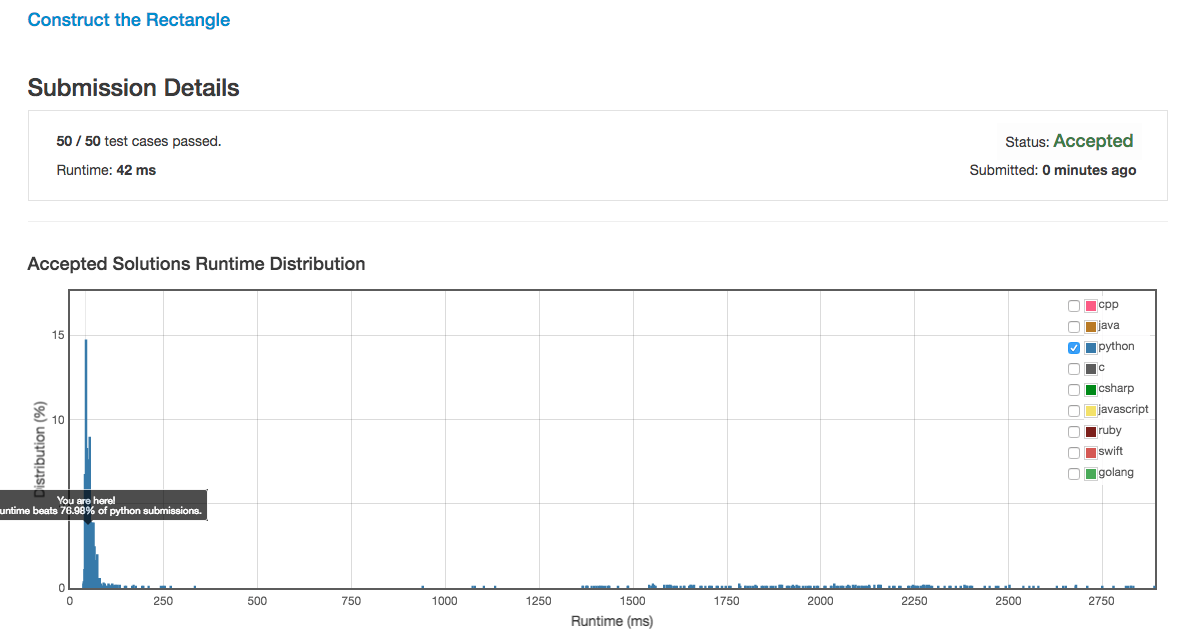 Construct the Rectangle
Submission Details
50 / 50 test cases passed.
Status: Accepted
Runtime: 42 ms
Submitted: 0 minutes ago
Accepted Solutions Runtime Distribution
cpp
java
python
c
csharp
javascript
ruby
swift
golang
15
10
0
Distribution (%)
You are here!
untime beats 76.98% of python submissions.
0
250
500
750
1000
1250
1500
1750
2000
2250
2500
2750
Runtime (ms)